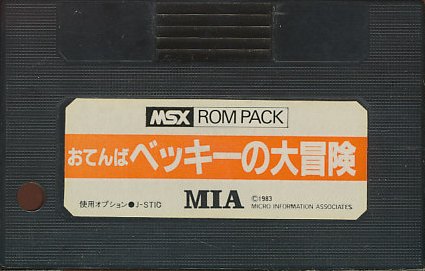 MSX ROM PACK
おてんばベッキーの大冒険
使用オプション●J-STIC MIA ©1983
MICRO INFORMATION ASSOCIATES.